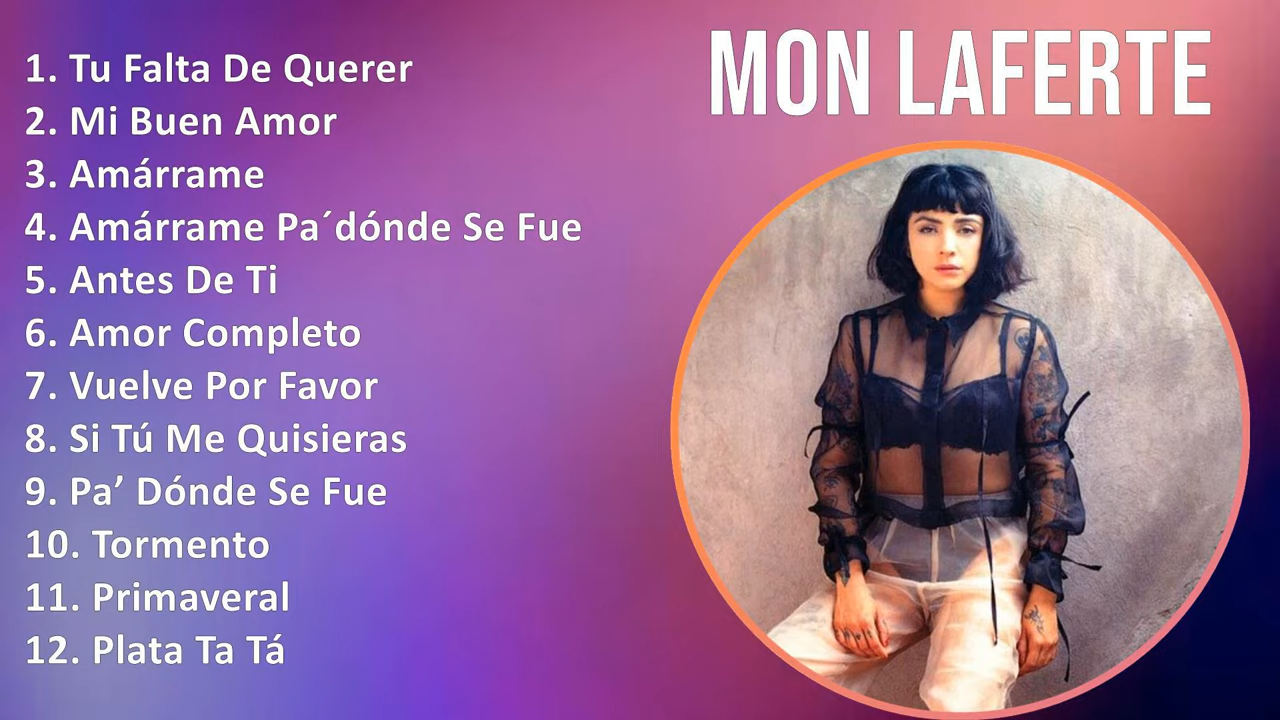 MON LAFERTE
1. Tu Falta De Querer
2. Mi Buen Amor
3. Amárrame
4. Amárrame Pa´dónde Se Fue
5. Antes De Ti
6. Amor Completo
7. Vuelve Por Favor
8. Si Tú Me Quisieras
9. Pa’ Dónde Se Fue
10. Tormento
11. Primaveral
12. Plata Ta Tá